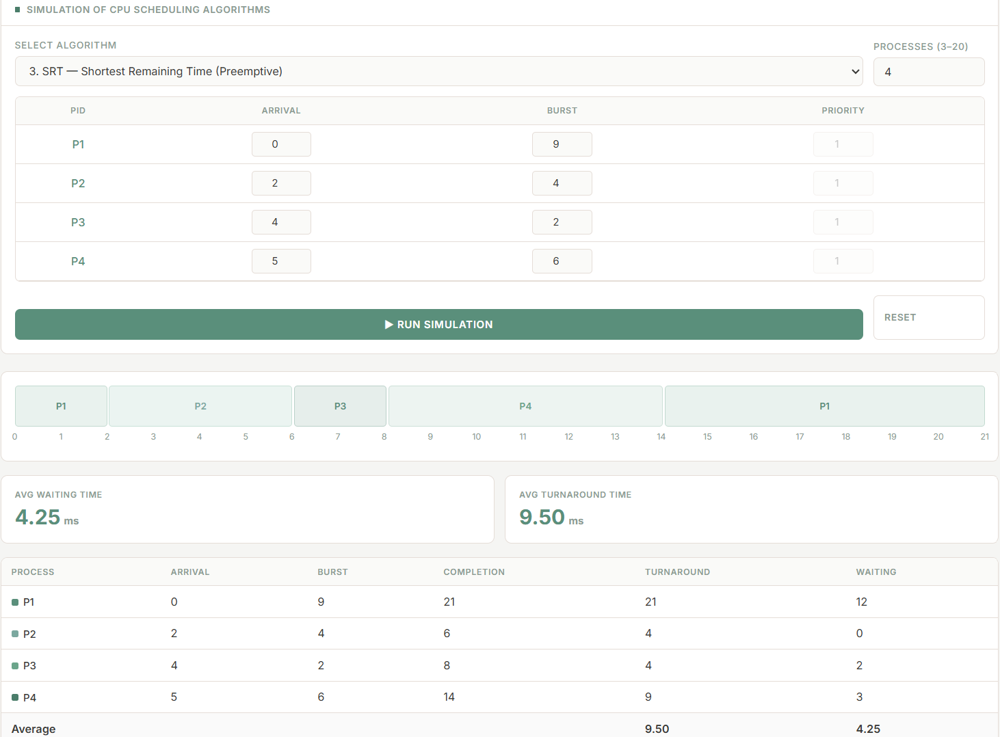 SIMULATION OF CPU SCHEDULING ALGORITHMS
SELECT ALGORITHM
PROCESSES (3–20)
3. SRT — Shortest Remaining Time (Preemptive)
4
PID ARRIVAL BURST PRIORITY
P1 0 9 1
P2 2 4 1
P3 4 2 1
P4 5 6 1
▶ RUN SIMULATION
RESET
P1 P2 P3 P4 P1
0 1 2 3 4 5 6 7 8 9 10 11 12 13 14 15 16 17 18 19 20 21
AVG WAITING TIME
4.25 ms
AVG TURNAROUND TIME
9.50 ms
PROCESS ARRIVAL BURST COMPLETION TURNAROUND WAITING
P1 0 9 21 21 12
P2 2 4 6 4 0
P3 4 2 8 4 2
P4 5 6 14 9 3
Average 9.50 4.25